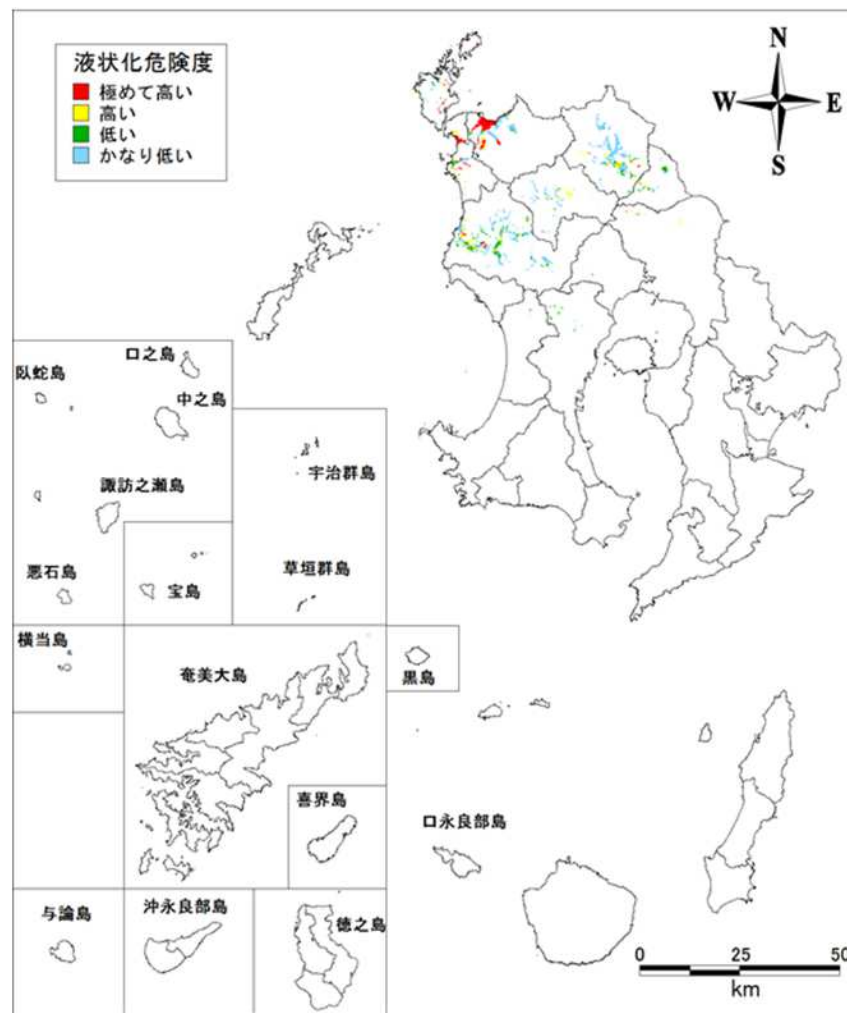 液状化危険度
極めて高い
高い
低い
かなり低い
N
W
E
S
口之島
臥蛇島
中之島
宇治群島
諏訪之瀬島
草垣群島
悪石島
宝島
横当島
奄美大島
黒島
喜界島
口永良部島
与論島
沖永良部島
徳之島
0 25 50
km